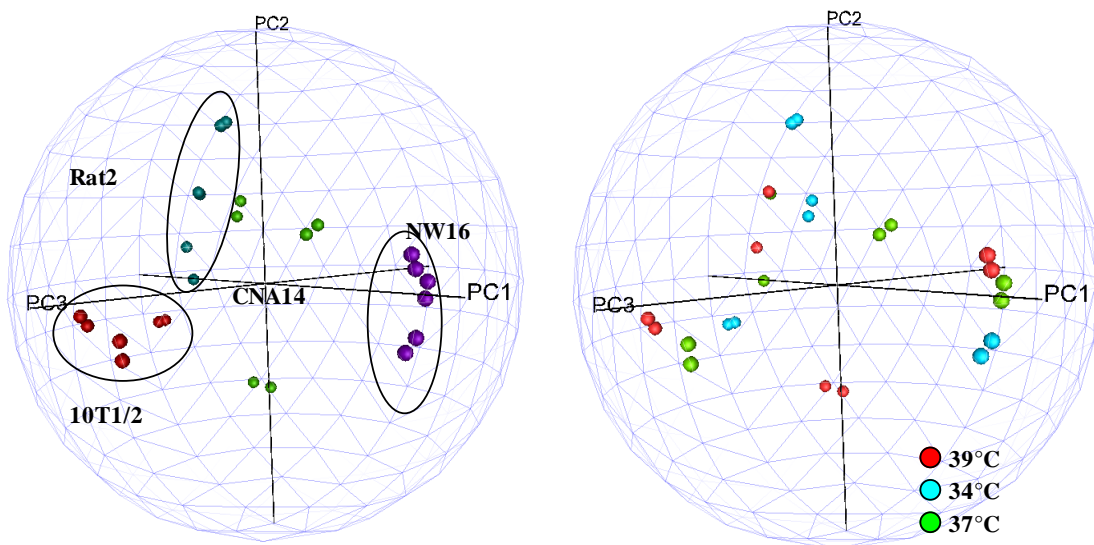 PC2
Rat2
NW16
CNA14
PC1
PC3
10T1/2
PC2
PC3
PC1
39°C
34°C
37°C